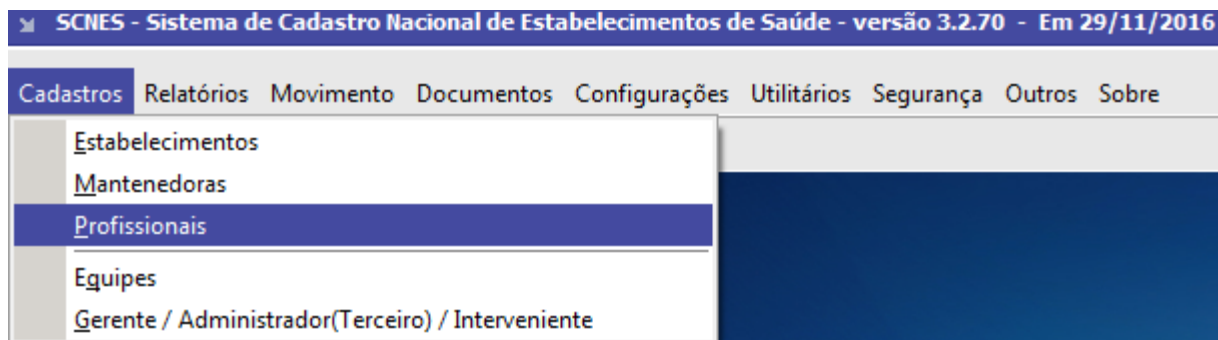 SCNES - Sistema de Cadastro Nacional de Estabelecimentos de Saúde - versão 3.2.70 - Em 29/11/2016
Cadastros Relatórios Movimento Documentos Configurações Utilitários Segurança Outros Sobre
Estabelecimentos
Mantenedoras
Profissionais
Equipes
Gerente / Administrador(Terceiro) / Interveniente